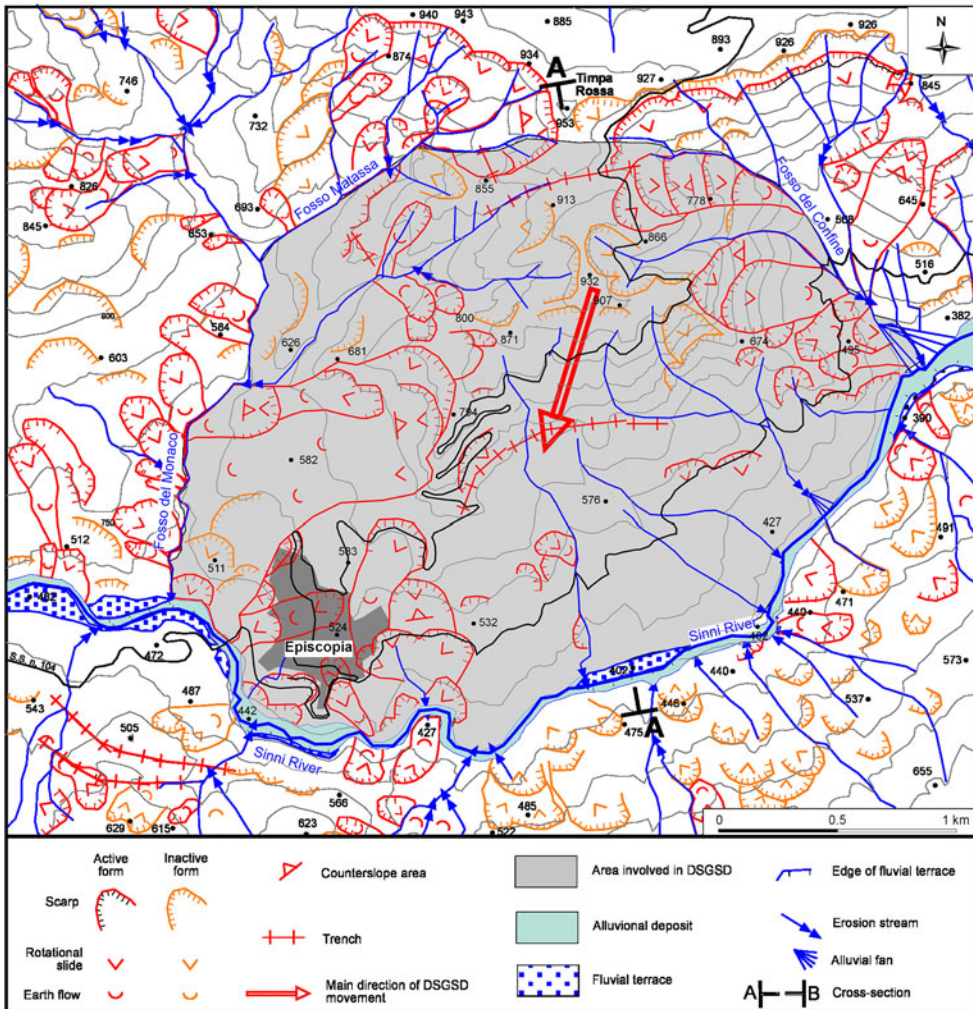 940
943
885
926
926
N
893
874
934
A
Timpa
Rossa
927
845
746
953
732
Fosso Matassa
855
826
778
Fosso del Confine
645
693
913
845
853
866
568
516
932
907
382
800
584
800
626
871
603
681
674
495
794
390
582
Fosso del Monaco
750
576
427
512
491
583
511
482
471
440
524
532
Episcopia
Sinni River
482
472
S.S. n. 104
402
440
573
543
487
446
537
442
427
475
A
505
Sinni River
655
566
485
629
615
623
522
0 0.5 1 km
Active
form
Inactive
form
Scarp
Rotational
slide
Earth flow
Counterslope area
Trench
Main direction of DSGSD
movement
Area involved in DSGSD
Alluvional deposit
Fluvial terrace
Edge of fluvial terrace
Erosion stream
Alluvial fan
A B Cross-section